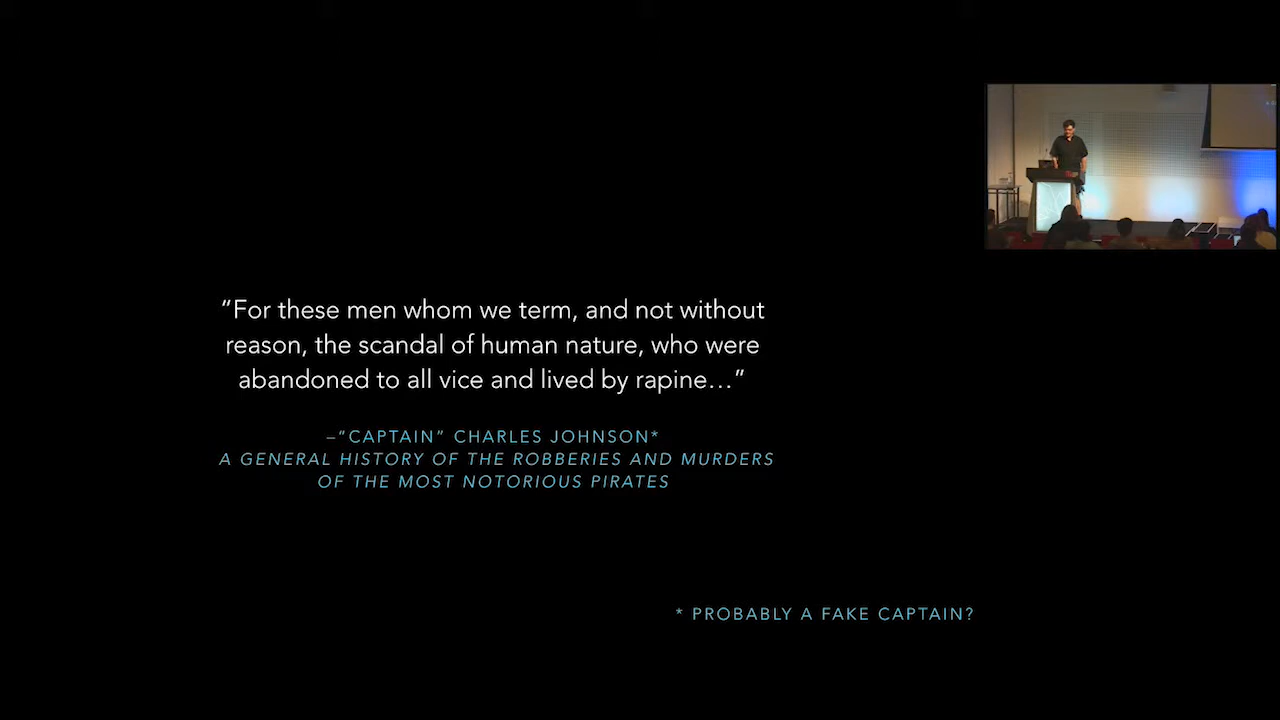 “For these men whom we term, and not without
reason, the scandal of human nature, who were
abandoned to all vice and lived by rapine…”
–“CAPTAIN” CHARLES JOHNSON*
A GENERAL HISTORY OF THE ROBBERIES AND MURDERS
OF THE MOST NOTORIOUS PIRATES
* PROBABLY A FAKE CAPTAIN?